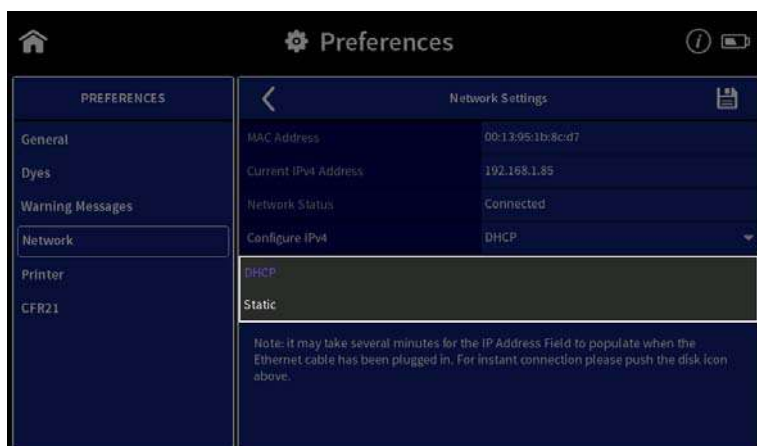 Preferences
PREFERENCES
General
Dyes
Warning Messages
Network
Printer
CFR21
Network Settings
MAC Address 00:13:95:1b:8c:d7
Current IPv4 Address 192.168.1.85
Network Status Connected
Configure IPv4 DHCP
DHCP
Static
Note: it may take several minutes for the IP Address Field to populate when the
Ethernet cable has been plugged in. For instant connection please push the disk icon
above.